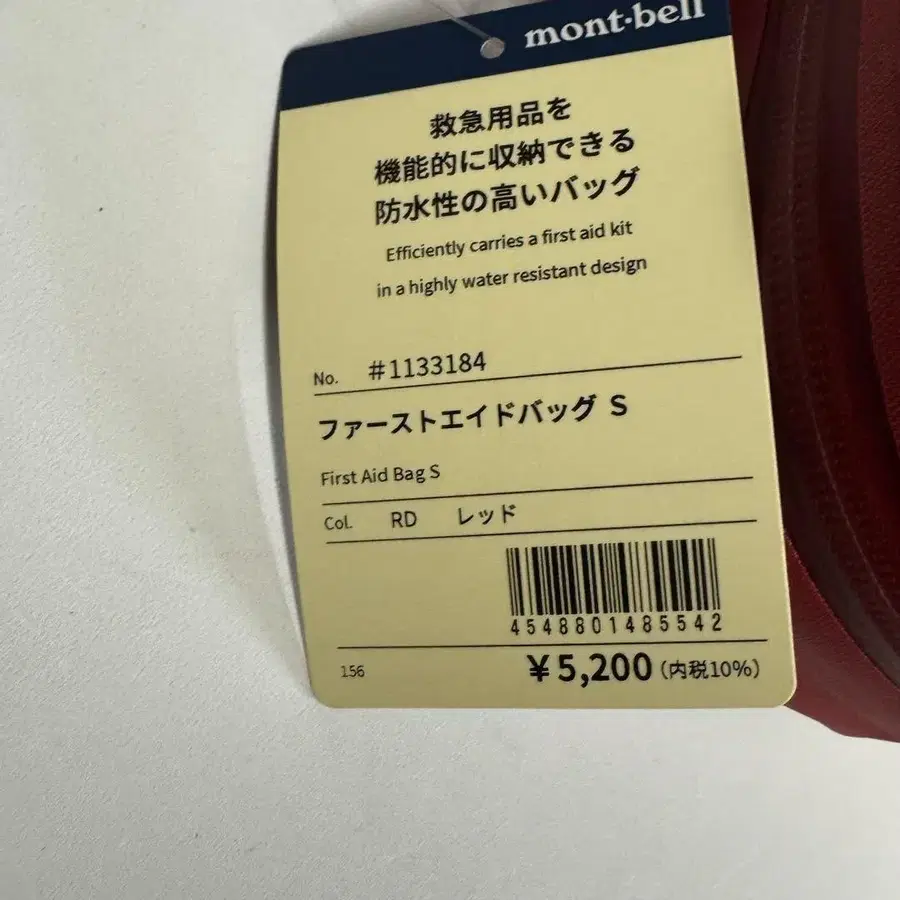 mont·bell
救急用品を
機能的に収納できる
防水性の高いバッグ
Efficiently carries a first aid kit
in a highly water resistant design
No. #1133184
ファーストエイドバッグ S
First Aid Bag S
Col. RD レッド
4548801485542
156 ¥5,200(内税10%)